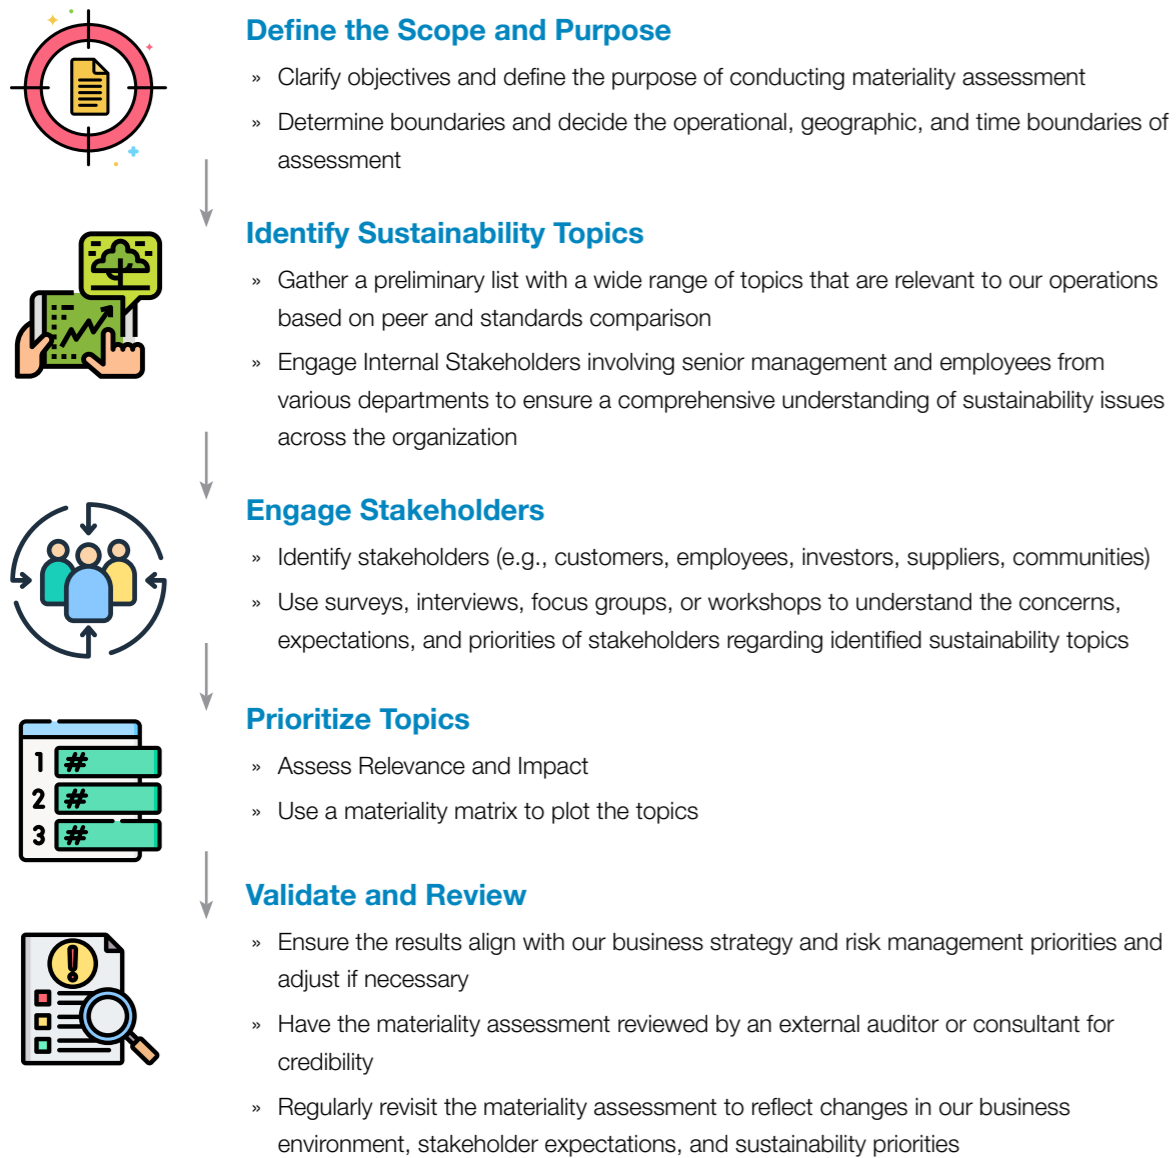 Define the Scope and Purpose
» Clarify objectives and define the purpose of conducting materiality assessment
» Determine boundaries and decide the operational, geographic, and time boundaries of
assessment
Identify Sustainability Topics
» Gather a preliminary list with a wide range of topics that are relevant to our operations
based on peer and standards comparison
» Engage Internal Stakeholders involving senior management and employees from
various departments to ensure a comprehensive understanding of sustainability issues
across the organization
Engage Stakeholders
» Identify stakeholders (e.g., customers, employees, investors, suppliers, communities)
» Use surveys, interviews, focus groups, or workshops to understand the concerns,
expectations, and priorities of stakeholders regarding identified sustainability topics
1 #
2 #
3 #
Prioritize Topics
» Assess Relevance and Impact
» Use a materiality matrix to plot the topics
!
Validate and Review
» Ensure the results align with our business strategy and risk management priorities and
adjust if necessary
» Have the materiality assessment reviewed by an external auditor or consultant for
credibility
» Regularly revisit the materiality assessment to reflect changes in our business
environment, stakeholder expectations, and sustainability priorities